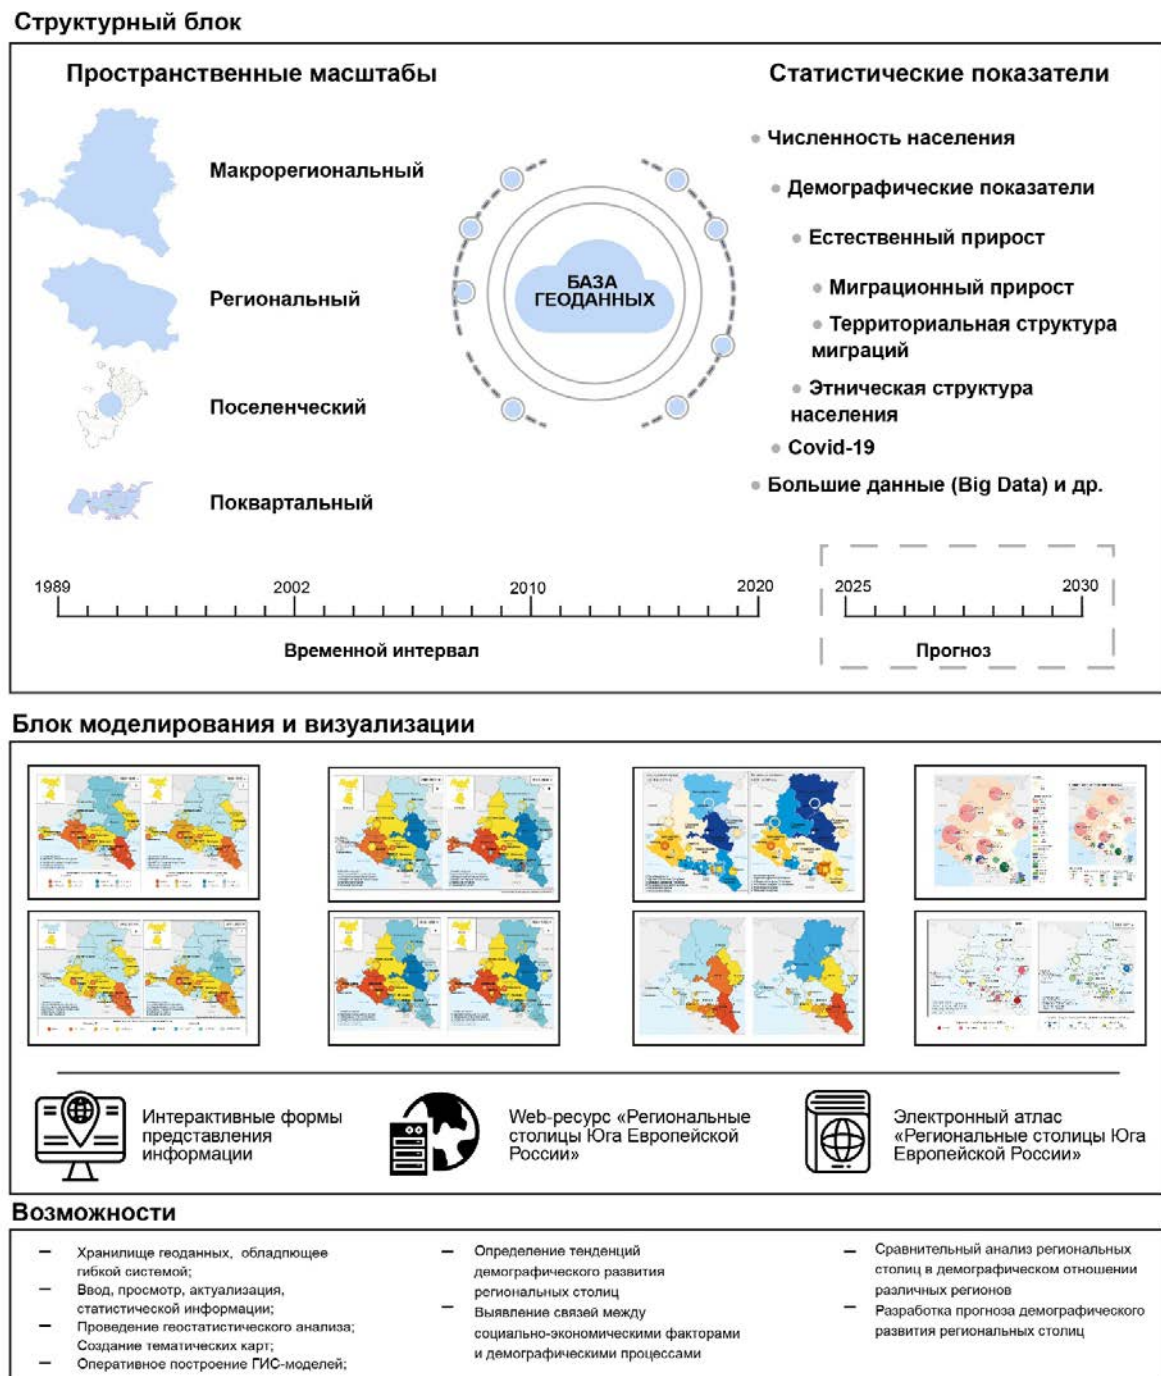 Структурный блок
Пространственные масштабы
Макрорегиональный
Региональный
Поселенческий
Поквартальный
БАЗА
ГЕОДАННЫХ
Статистические показатели
Численность населения
Демографические показатели
Естественный прирост
Миграционный прирост
Территориальная структура
миграций
Этническая структура
населения
Covid-19
Большие данные (Big Data) и др.
1989
2002
2010
2020
Временной интервал
2025
2030
Прогноз
Блок моделирования и визуализации
Интерактивные формы
представления
информации
Web-ресурс «Региональные
столицы Юга Европейской
России»
Электронный атлас
«Региональные столицы Юга
Европейской России»
Возможности
— Хранилище геоданных, обладпющее
гибкой системой;
— Ввод, просмотр, актуализация,
статистической информации;
— Проведение геостатистического анализа;
Создание тематических карт;
— Оперативное построение ГИС-моделей;
— Определение тенденций
демографического развития
региональных столиц
— Выявление связей между
социально-экономическими факторами
и демографическими процессами
— Сравнительный анализ региональных
столиц в демографическом отношении
различных регионов
— Разработка прогноза демографического
развития региональных столиц